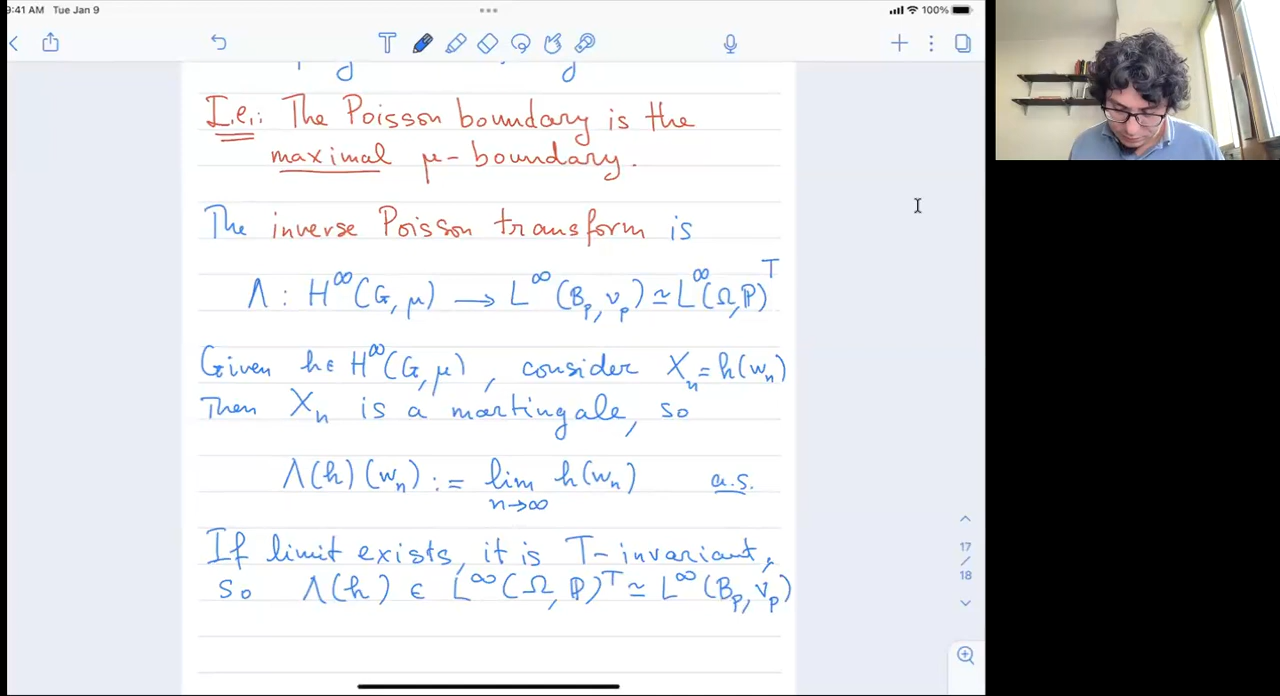 9:41 AM Tue Jan 9
100%
I.e.: The Poisson boundary is the
maximal μ-boundary.
The inverse Poisson transform is
Λ : H^∞(G, μ) → L^∞(B_p, ν_p) ≃ L^∞(Ω, ℙ)^T
Given h ∈ H^∞(G, μ), consider X_n = h(w_n)
Then X_n is a martingale, so
Λ(h)(w_n) := lim_{n→∞} h(w_n) a.s.
If limit exists, it is T-invariant,
so Λ(h) ∈ L^∞(Ω, ℙ)^T ≃ L^∞(B_p, ν_p)
17
/
18